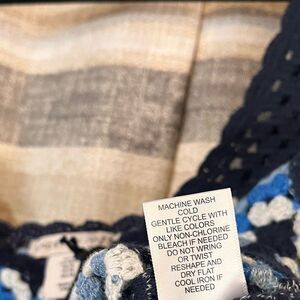 MACHINE WASH
COLD
GENTLE CYCLE WITH
LIKE COLORS
ONLY NON-CHLORINE
BLEACH IF NEEDED
DO NOT WRING
OR TWIST
RESHAPE AND
DRY FLAT
COOL IRON IF
NEEDED